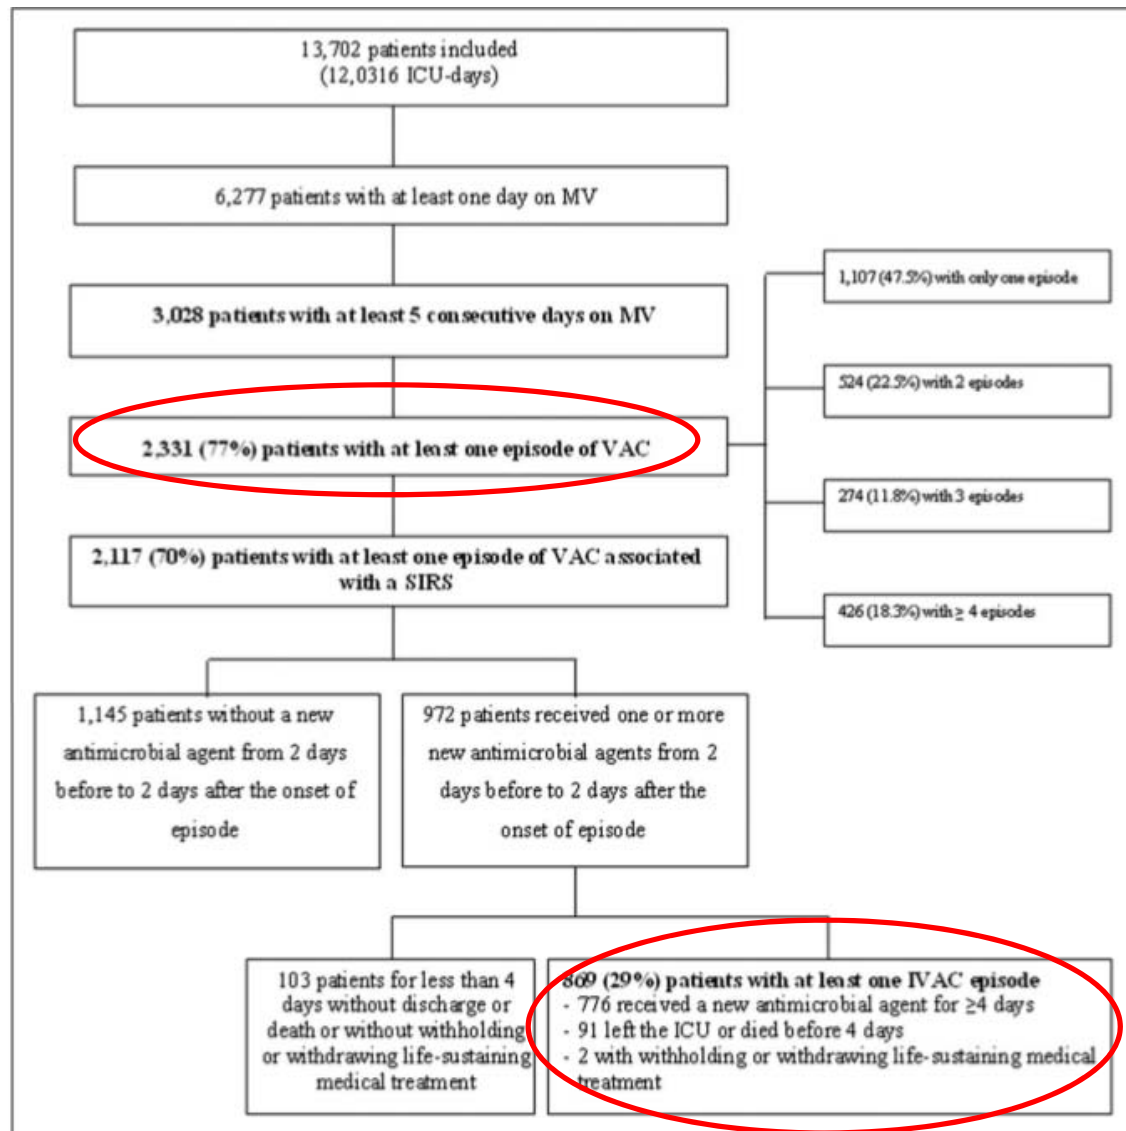 13,702 patients included
(12,0316 ICU-days)
6,277 patients with at least one day on MV
3,028 patients with at least 5 consecutive days on MV
2,331 (77%) patients with at least one episode of VAC
1,107 (47.5%) with only one episode
524 (22.5%) with 2 episodes
274 (11.8%) with 3 episodes
426 (18.3%) with ≥ 4 episodes
2,117 (70%) patients with at least one episode of VAC associated
with a SIRS
1,145 patients without a new
antimicrobial agent from 2 days
before to 2 days after the onset of
episode
972 patients received one or more
new antimicrobial agents from 2
days before to 2 days after the
onset of episode
103 patients for less than 4
days without discharge or
death or without withholding
or withdrawing life-sustaining
medical treatment
869 (29%) patients with at least one IVAC episode
- 776 received a new antimicrobial agent for ≥4 days
- 91 left the ICU or died before 4 days
- 2 with withholding or withdrawing life-sustaining medical
treatment